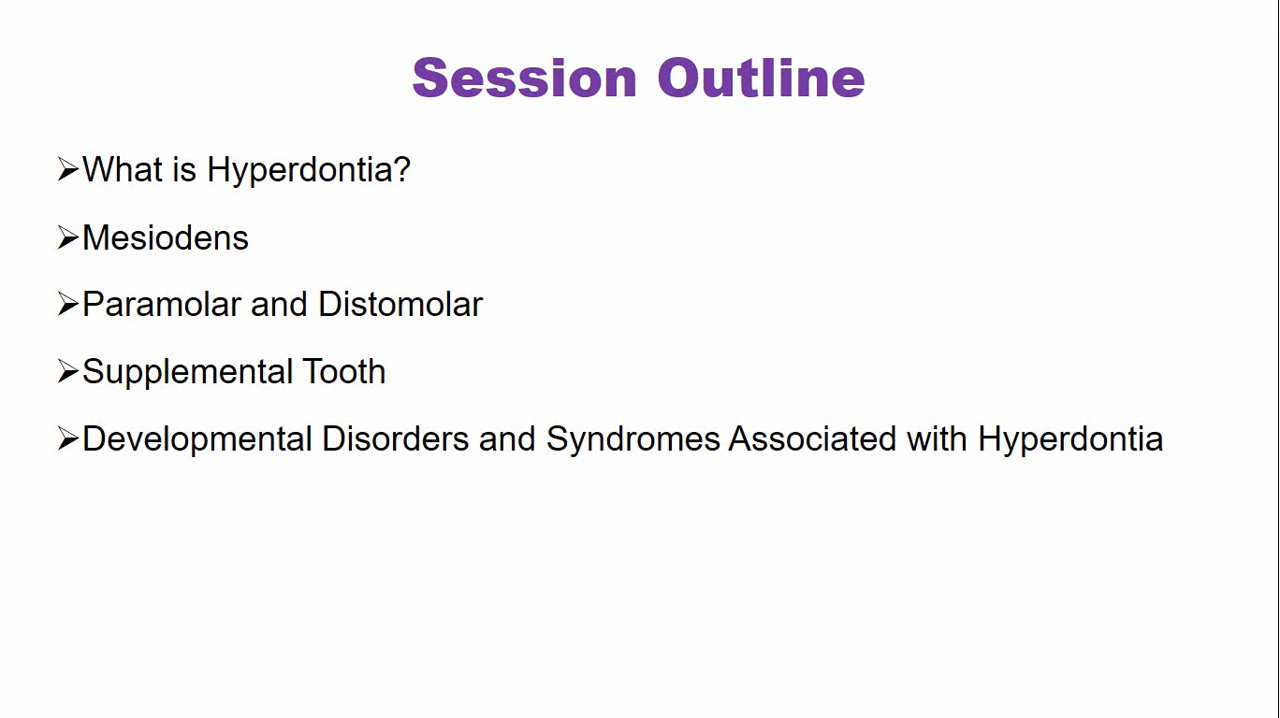 Session Outline
➢What is Hyperdontia?
➢Mesiodens
➢Paramolar and Distomolar
➢Supplemental Tooth
➢Developmental Disorders and Syndromes Associated with Hyperdontia